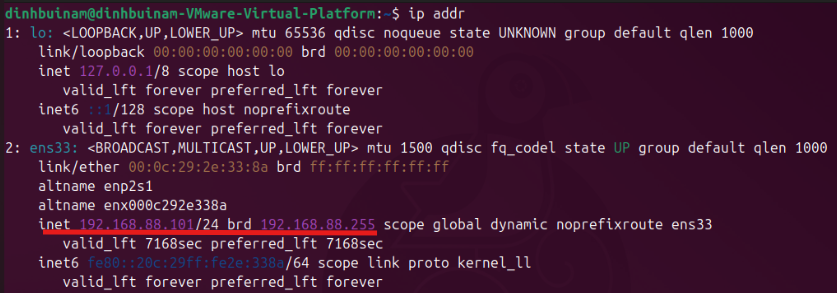 dinhbuinam@dinhbuinam-VMware-Virtual-Platform:~$ ip addr
1: lo: <LOOPBACK,UP,LOWER_UP> mtu 65536 qdisc noqueue state UNKNOWN group default qlen 1000
link/loopback 00:00:00:00:00:00 brd 00:00:00:00:00:00
inet 127.0.0.1/8 scope host lo
valid_lft forever preferred_lft forever
inet6 ::1/128 scope host noprefixroute
valid_lft forever preferred_lft forever
2: ens33: <BROADCAST,MULTICAST,UP,LOWER_UP> mtu 1500 qdisc fq_codel state UP group default qlen 1000
link/ether 00:0c:29:2e:33:8a brd ff:ff:ff:ff:ff:ff
altname enp2s1
altname enx000c292e338a
inet 192.168.88.101/24 brd 192.168.88.255 scope global dynamic noprefixroute ens33
valid_lft 7168sec preferred_lft 7168sec
inet6 fe80::20c:29ff:fe2e:338a/64 scope link proto kernel_ll
valid_lft forever preferred_lft forever